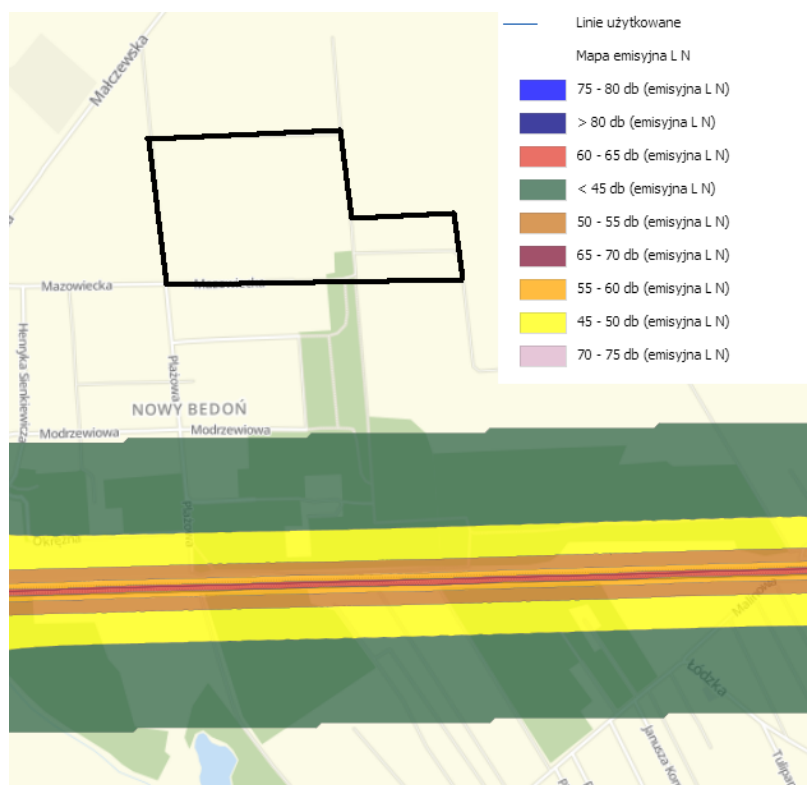 Linie użytkowane
Mapa emisyjna L N
75 - 80 db (emisyjna L N)
> 80 db (emisyjna L N)
60 - 65 db (emisyjna L N)
< 45 db (emisyjna L N)
50 - 55 db (emisyjna L N)
65 - 70 db (emisyjna L N)
55 - 60 db (emisyjna L N)
45 - 50 db (emisyjna L N)
70 - 75 db (emisyjna L N)
Małczewska
Mazowiecka
Mazowiecka
Henryka Sienkiewicza
Plażowa
NOWY BEDOŃ
Modrzewiowa
Modrzewiowa
Plażowa
Okrężna
Malinowa
Łódzka